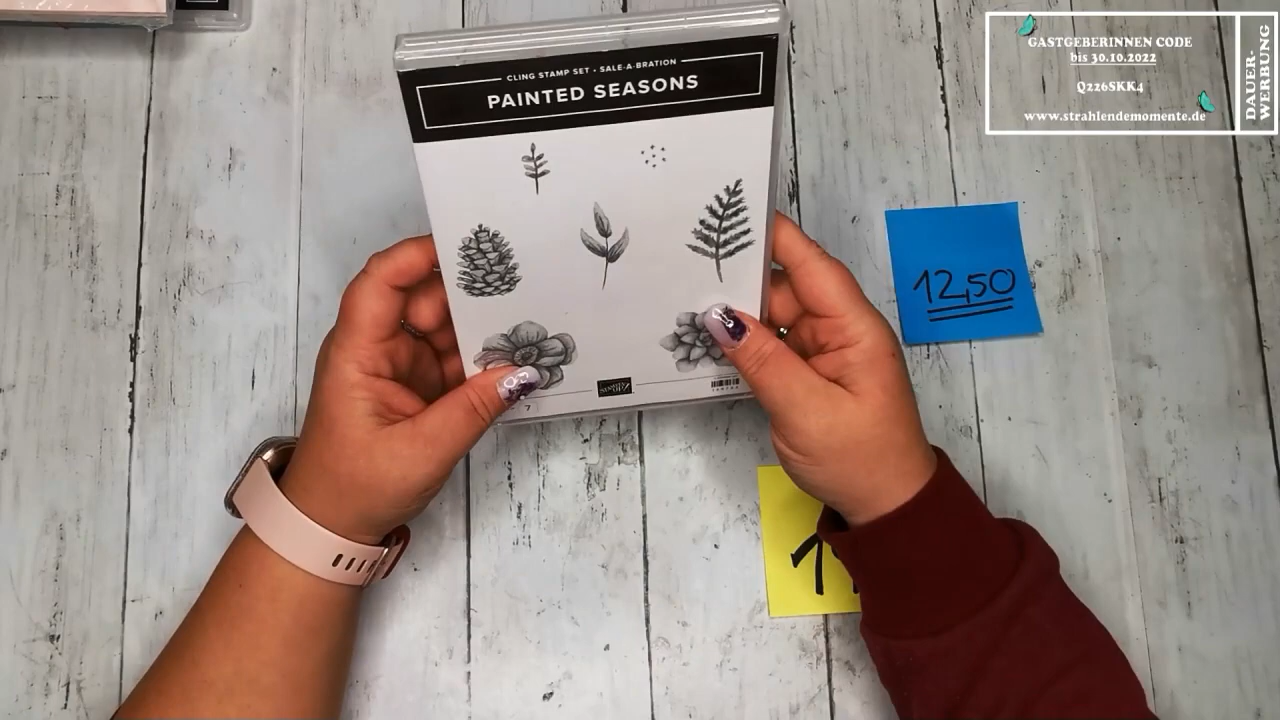 CLING STAMP SET • SALE-A-BRATION
PAINTED SEASONS
7
12,50
GASTGEBERINNEN CODE
bis 30.10.2022
Q226SKK4
www.strahlendemomente.de
DAUER-
WERBUNG